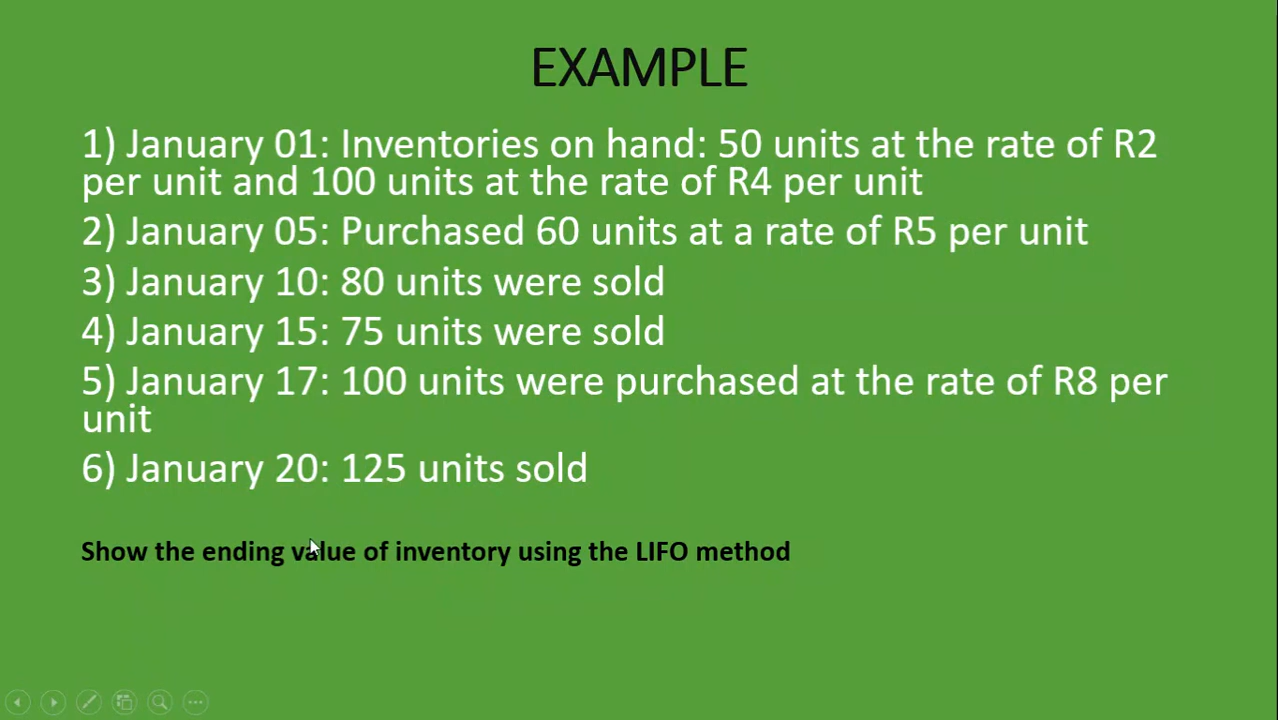 EXAMPLE
1) January 01: Inventories on hand: 50 units at the rate of R2
per unit and 100 units at the rate of R4 per unit
2) January 05: Purchased 60 units at a rate of R5 per unit
3) January 10: 80 units were sold
4) January 15: 75 units were sold
5) January 17: 100 units were purchased at the rate of R8 per
unit
6) January 20: 125 units sold
Show the ending value of inventory using the LIFO method